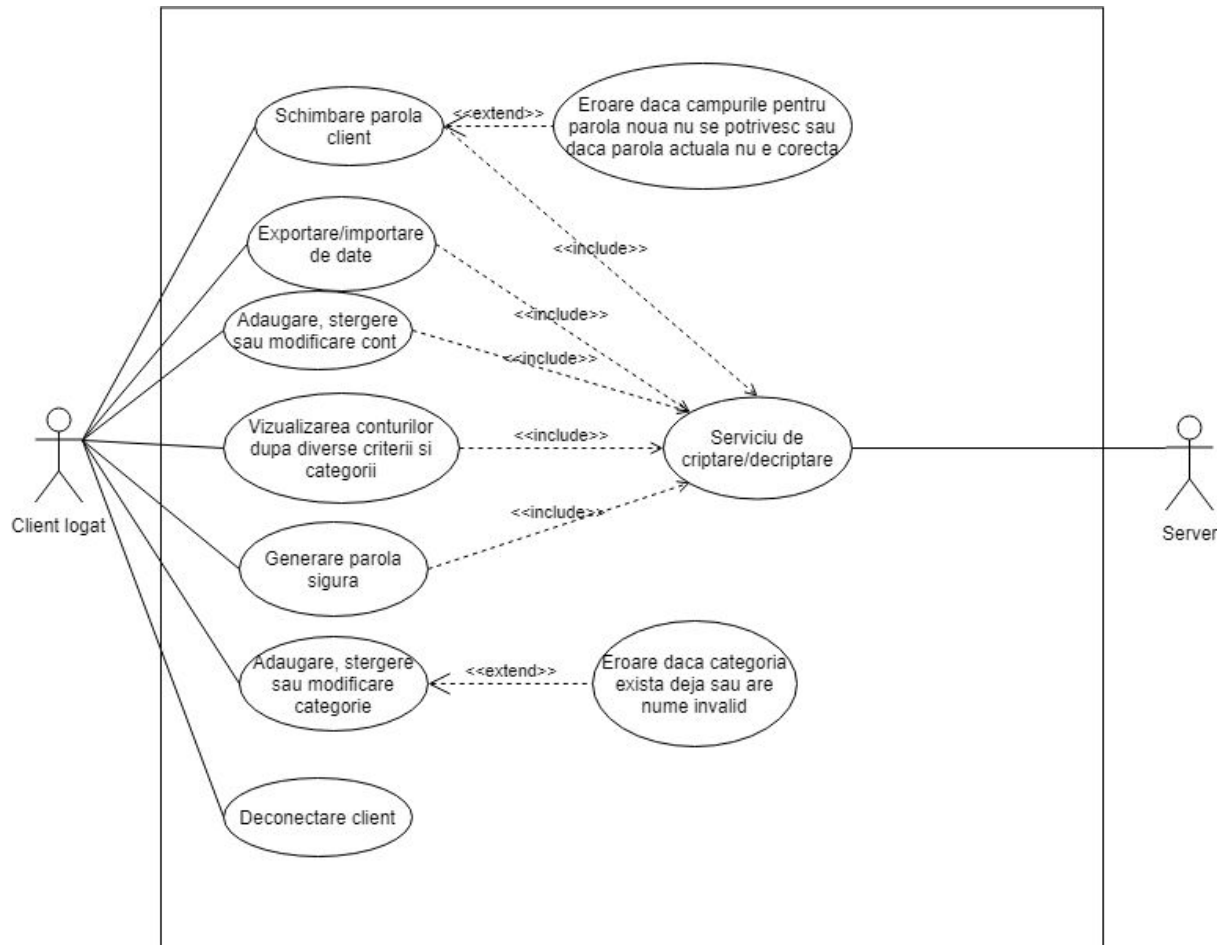 Schimbare parola
client
<<extend>>
Eroare daca campurile pentru
parola noua nu se potrivesc sau
daca parola actuala nu e corecta
Exportare/importare
de date
<<include>>
<<include>>
Adaugare, stergere
sau modificare cont
<<include>>
Vizualizarea conturilor
dupa diverse criterii si
categorii
<<include>>
Serviciu de
criptare/decriptare
Client logat
Server
<<include>>
Generare parola
sigura
Adaugare, stergere
sau modificare
categorie
<<extend>>
Eroare daca categoria
exista deja sau are
nume invalid
Deconectare client